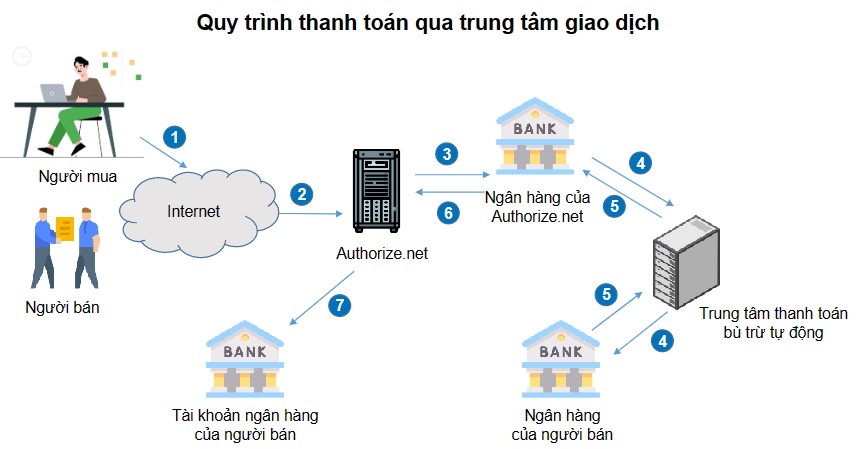 Quy trình thanh toán qua trung tâm giao dịch
Người mua
1
Internet
2
Người bán
Authorize.net
3
6
BANK
Ngân hàng của
Authorize.net
4
5
Trung tâm thanh toán
bù trừ tự động
5
4
7
BANK
Tài khoản ngân hàng
của người bán
BANK
Ngân hàng
của người bán